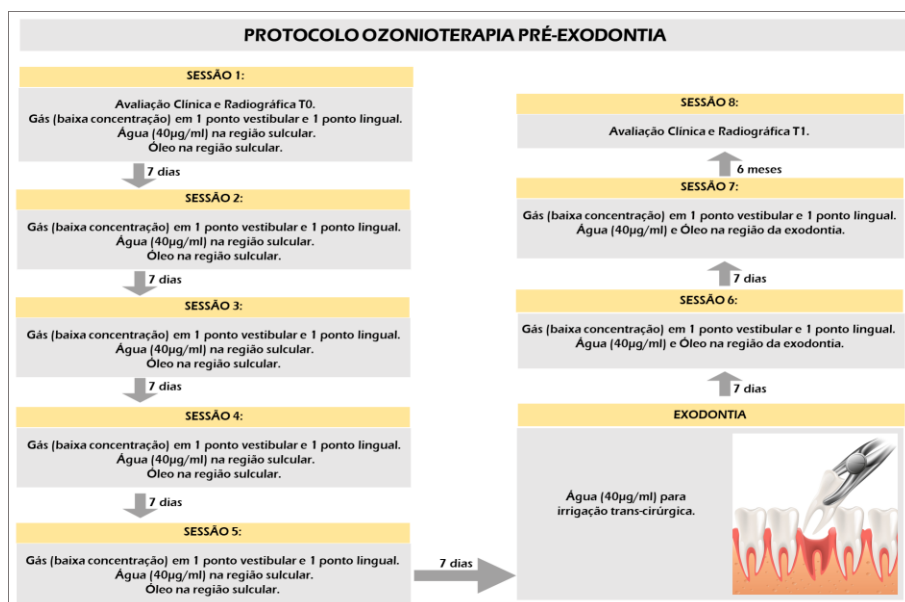 PROTOCOLO OZONIOTERAPIA PRÉ-EXODONTIA
SESSÃO 1:
Avaliação Clínica e Radiográfica T0.
Gás (baixa concentração) em 1 ponto vestibular e 1 ponto lingual.
Água (40µg/ml) na região sulcular.
Óleo na região sulcular.
7 dias
SESSÃO 2:
Gás (baixa concentração) em 1 ponto vestibular e 1 ponto lingual.
Água (40µg/ml) na região sulcular.
Óleo na região sulcular.
7 dias
SESSÃO 3:
Gás (baixa concentração) em 1 ponto vestibular e 1 ponto lingual.
Água (40µg/ml) na região sulcular.
Óleo na região sulcular.
7 dias
SESSÃO 4:
Gás (baixa concentração) em 1 ponto vestibular e 1 ponto lingual.
Água (40µg/ml) na região sulcular.
Óleo na região sulcular.
7 dias
SESSÃO 5:
Gás (baixa concentração) em 1 ponto vestibular e 1 ponto lingual.
Água (40µg/ml) na região sulcular.
Óleo na região sulcular.
7 dias
EXODONTIA
Água (40µg/ml) para
irrigação trans-cirúrgica.
7 dias
SESSÃO 6:
Gás (baixa concentração) em 1 ponto vestibular e 1 ponto lingual.
Água (40µg/ml) e Óleo na região da exodontia.
7 dias
SESSÃO 7:
Gás (baixa concentração) em 1 ponto vestibular e 1 ponto lingual.
Água (40µg/ml) e Óleo na região da exodontia.
6 meses
SESSÃO 8:
Avaliação Clínica e Radiográfica T1.